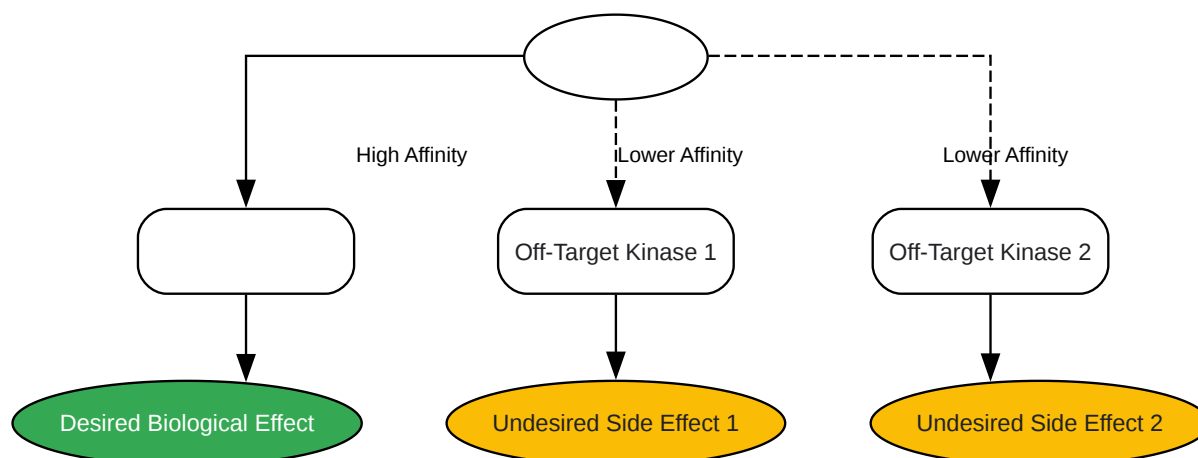 High Affinity
Lower Affinity
Lower Affinity
Off-Target Kinase 1
Off-Target Kinase 2
Desired Biological Effect
Undesired Side Effect 1
Undesired Side Effect 2